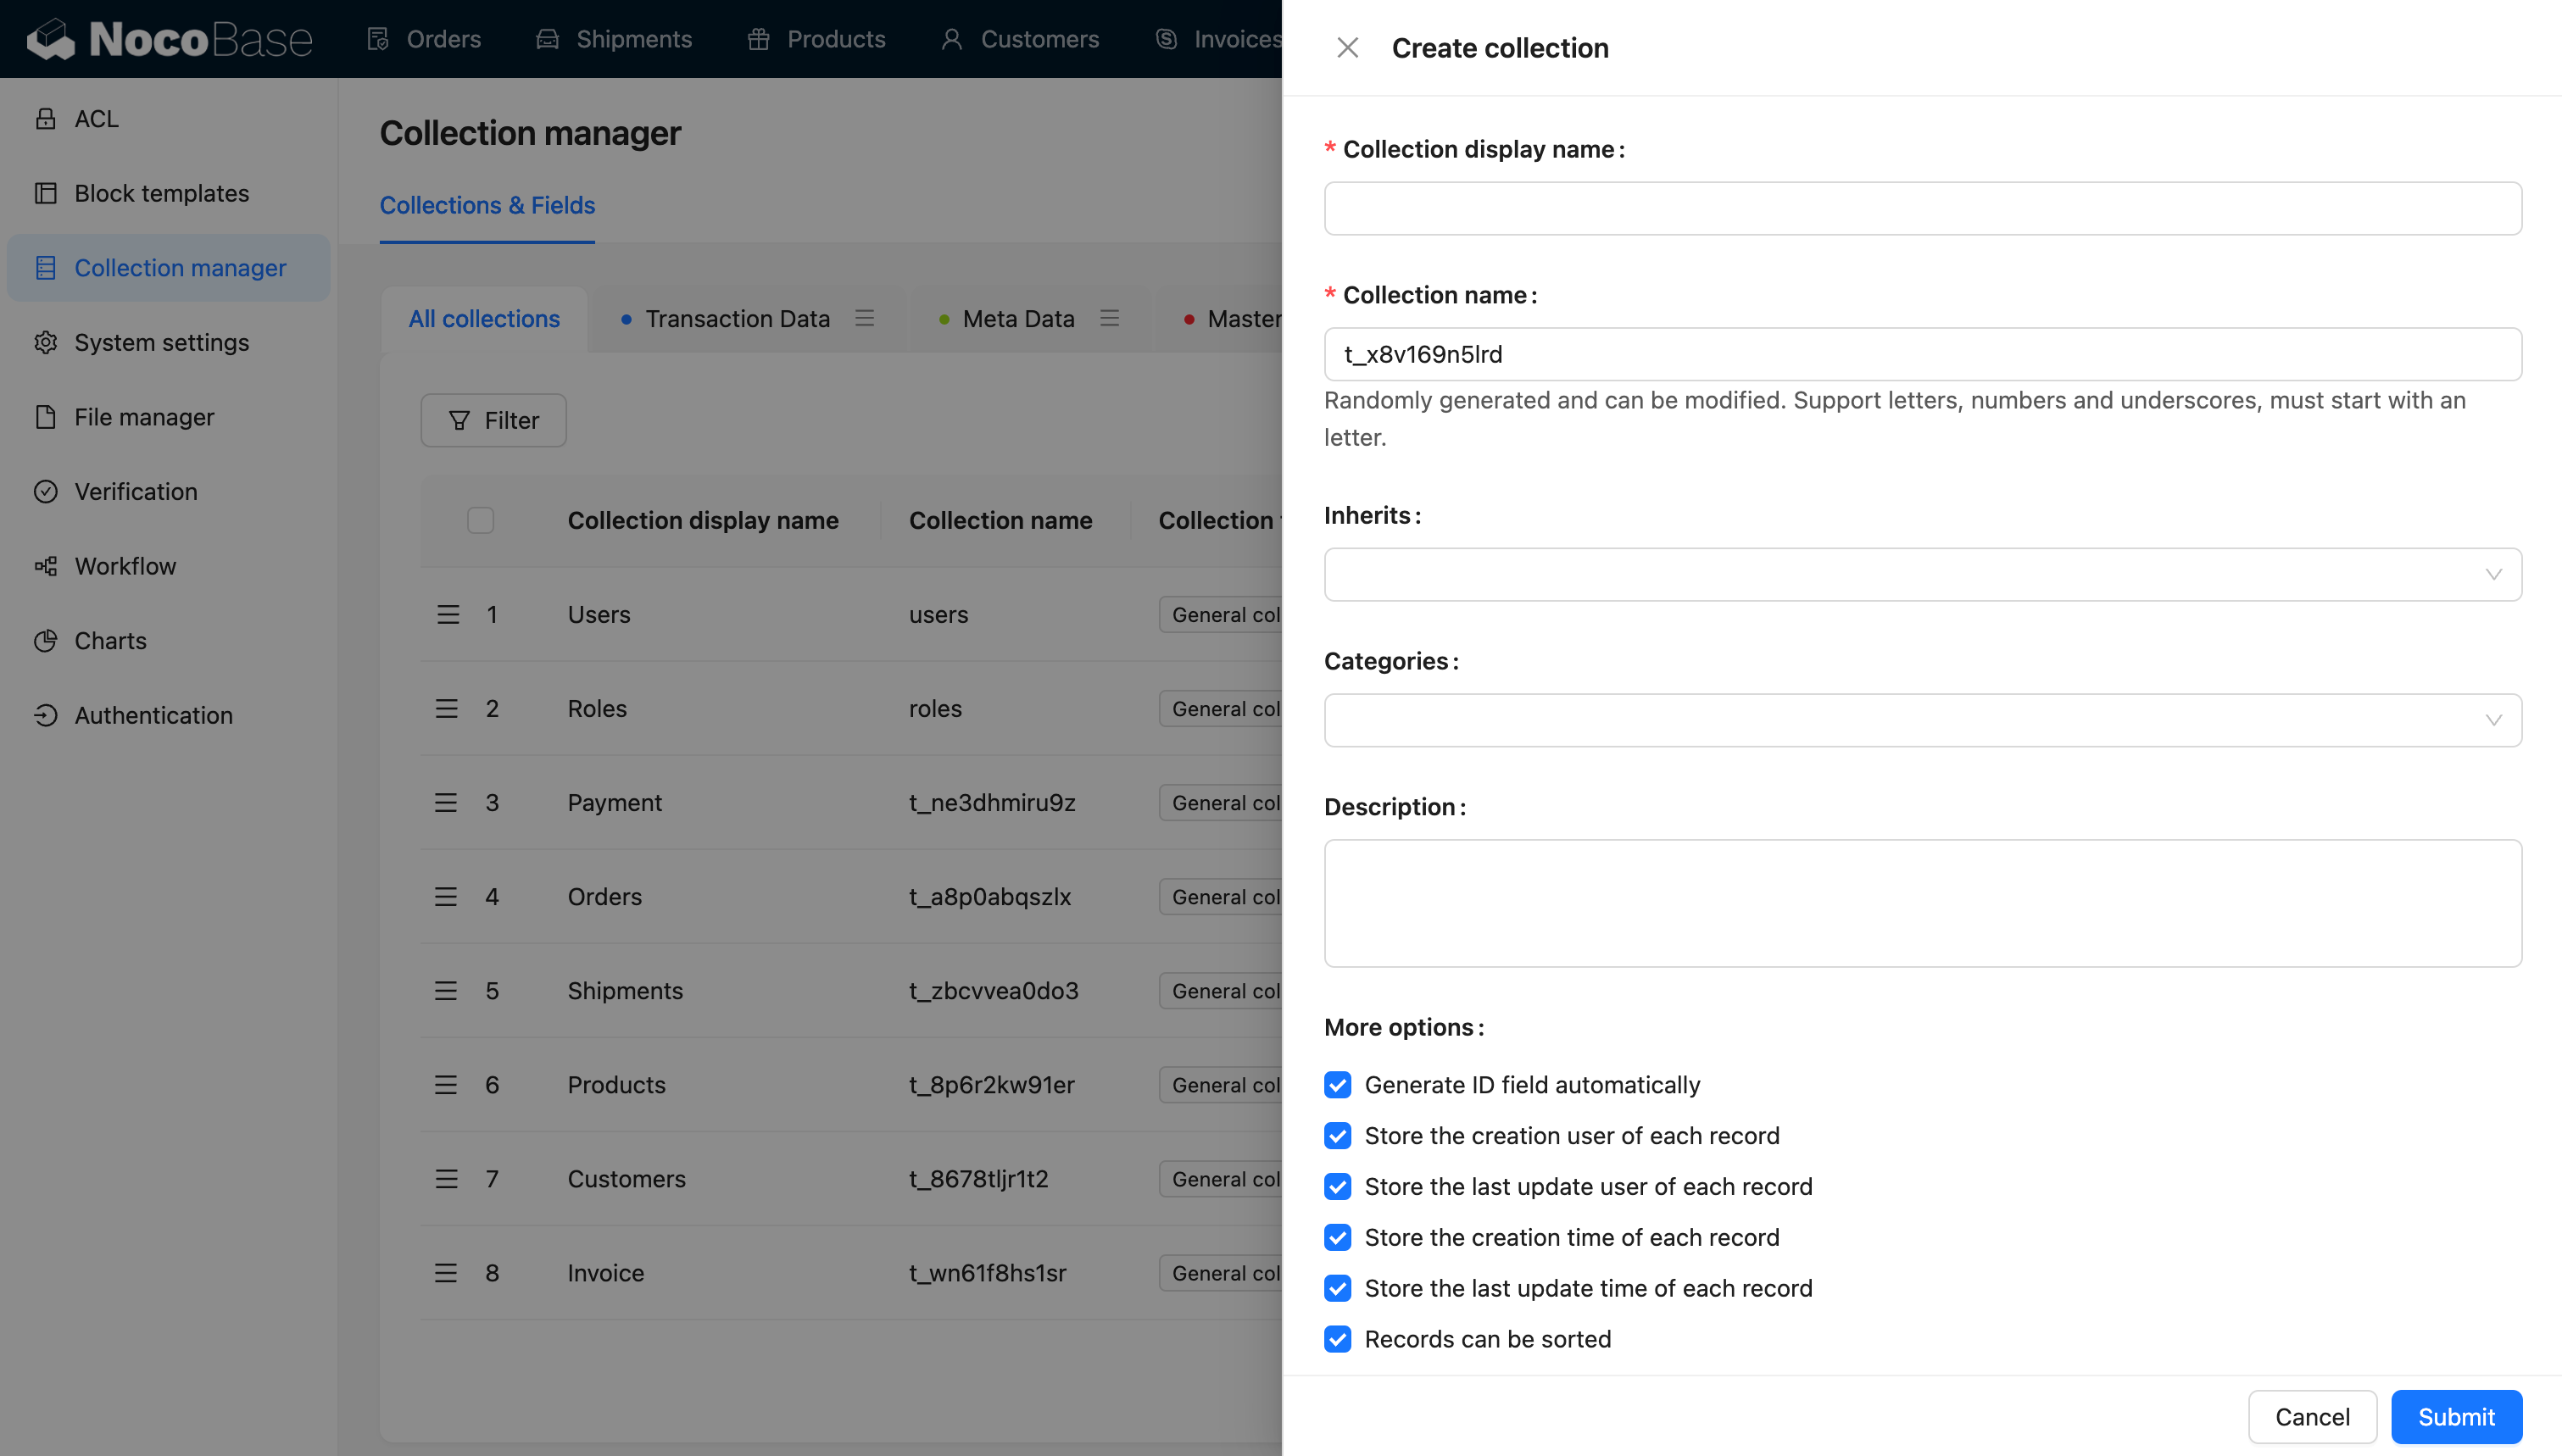 NocoBase Orders Shipments Products Customers Invoices
ACL
Block templates
Collection manager
System settings
File manager
Verification
Workflow
Charts
Authentication
Collection manager
Collections & Fields
All collections Transaction Data Meta Data Master
Filter
Collection display name Collection name Collection
1 Users users General col
2 Roles roles General col
3 Payment t_ne3dhmiru9z General col
4 Orders t_a8p0abqszlx General col
5 Shipments t_zbcvvea0do3 General col
6 Products t_8p6r2kw91er General col
7 Customers t_8678tljr1t2 General col
8 Invoice t_wn61f8hs1sr General col
Create collection
* Collection display name:
* Collection name:
t_x8v169n5lrd
Randomly generated and can be modified. Support letters, numbers and underscores, must start with an
letter.
Inherits:
Categories:
Description:
More options:
Generate ID field automatically
Store the creation user of each record
Store the last update user of each record
Store the creation time of each record
Store the last update time of each record
Records can be sorted
Cancel Submit